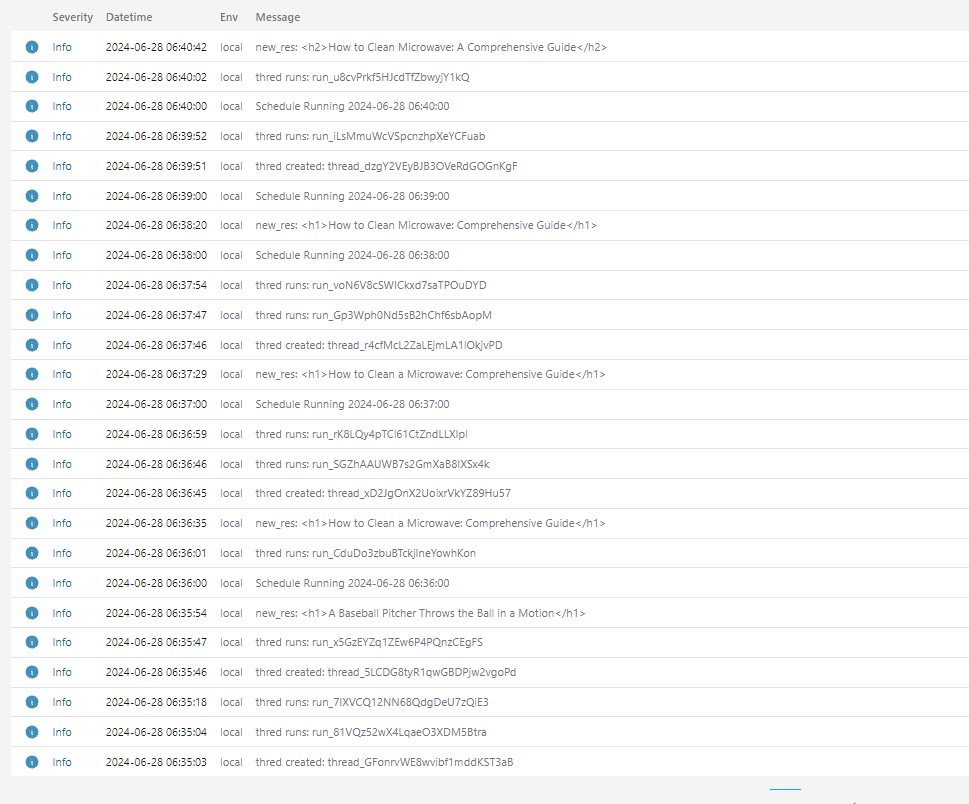 Severity Datetime Env Message
Info 2024-06-28 06:40:42 local new_res: <h2>How to Clean Microwave: A Comprehensive Guide</h2>
Info 2024-06-28 06:40:02 local thred runs: run_u8cvPrkf5HJcdTfZbwyjY1kQ
Info 2024-06-28 06:40:00 local Schedule Running 2024-06-28 06:40:00
Info 2024-06-28 06:39:52 local thred runs: run_iLsMmuWcVSpcnzhpXeYCFuab
Info 2024-06-28 06:39:51 local thred created: thread_dzgY2VEyBJB3OVeRdGOGnKgF
Info 2024-06-28 06:39:00 local Schedule Running 2024-06-28 06:39:00
Info 2024-06-28 06:38:20 local new_res: <h1>How to Clean Microwave: Comprehensive Guide</h1>
Info 2024-06-28 06:38:00 local Schedule Running 2024-06-28 06:38:00
Info 2024-06-28 06:37:54 local thred runs: run_voN6V8cSWlCkxd7saTPOuDYD
Info 2024-06-28 06:37:47 local thred runs: run_Gp3Wph0Nd5sB2hChf6sbAopM
Info 2024-06-28 06:37:46 local thred created: thread_r4cfMcL2ZaLEjmLA1lOkjvPD
Info 2024-06-28 06:37:29 local new_res: <h1>How to Clean a Microwave: Comprehensive Guide</h1>
Info 2024-06-28 06:37:00 local Schedule Running 2024-06-28 06:37:00
Info 2024-06-28 06:36:59 local thred runs: run_rK8LQy4pTCl61CtZndLLXlpI
Info 2024-06-28 06:36:46 local thred runs: run_SGZhAAUWB7s2GmXaB8lXSx4k
Info 2024-06-28 06:36:45 local thred created: thread_xD2JgOnX2UoixrVkYZ89Hu57
Info 2024-06-28 06:36:35 local new_res: <h1>How to Clean a Microwave: Comprehensive Guide</h1>
Info 2024-06-28 06:36:01 local thred runs: run_CduDo3zbuBTckjIneYowhKon
Info 2024-06-28 06:36:00 local Schedule Running 2024-06-28 06:36:00
Info 2024-06-28 06:35:54 local new_res: <h1>A Baseball Pitcher Throws the Ball in a Motion</h1>
Info 2024-06-28 06:35:47 local thred runs: run_x5GzEYZq1ZEw6P4PQnzCEgFS
Info 2024-06-28 06:35:46 local thred created: thread_5LCDG8tyR1qwGBDPjw2vgoPd
Info 2024-06-28 06:35:18 local thred runs: run_7lXVCQ12NN68QdgDeU7zQiE3
Info 2024-06-28 06:35:04 local thred runs: run_81VQz52wX4LqaeO3XDM5Btra
Info 2024-06-28 06:35:03 local thred created: thread_GFonrvWE8wvibf1mddKST3aB